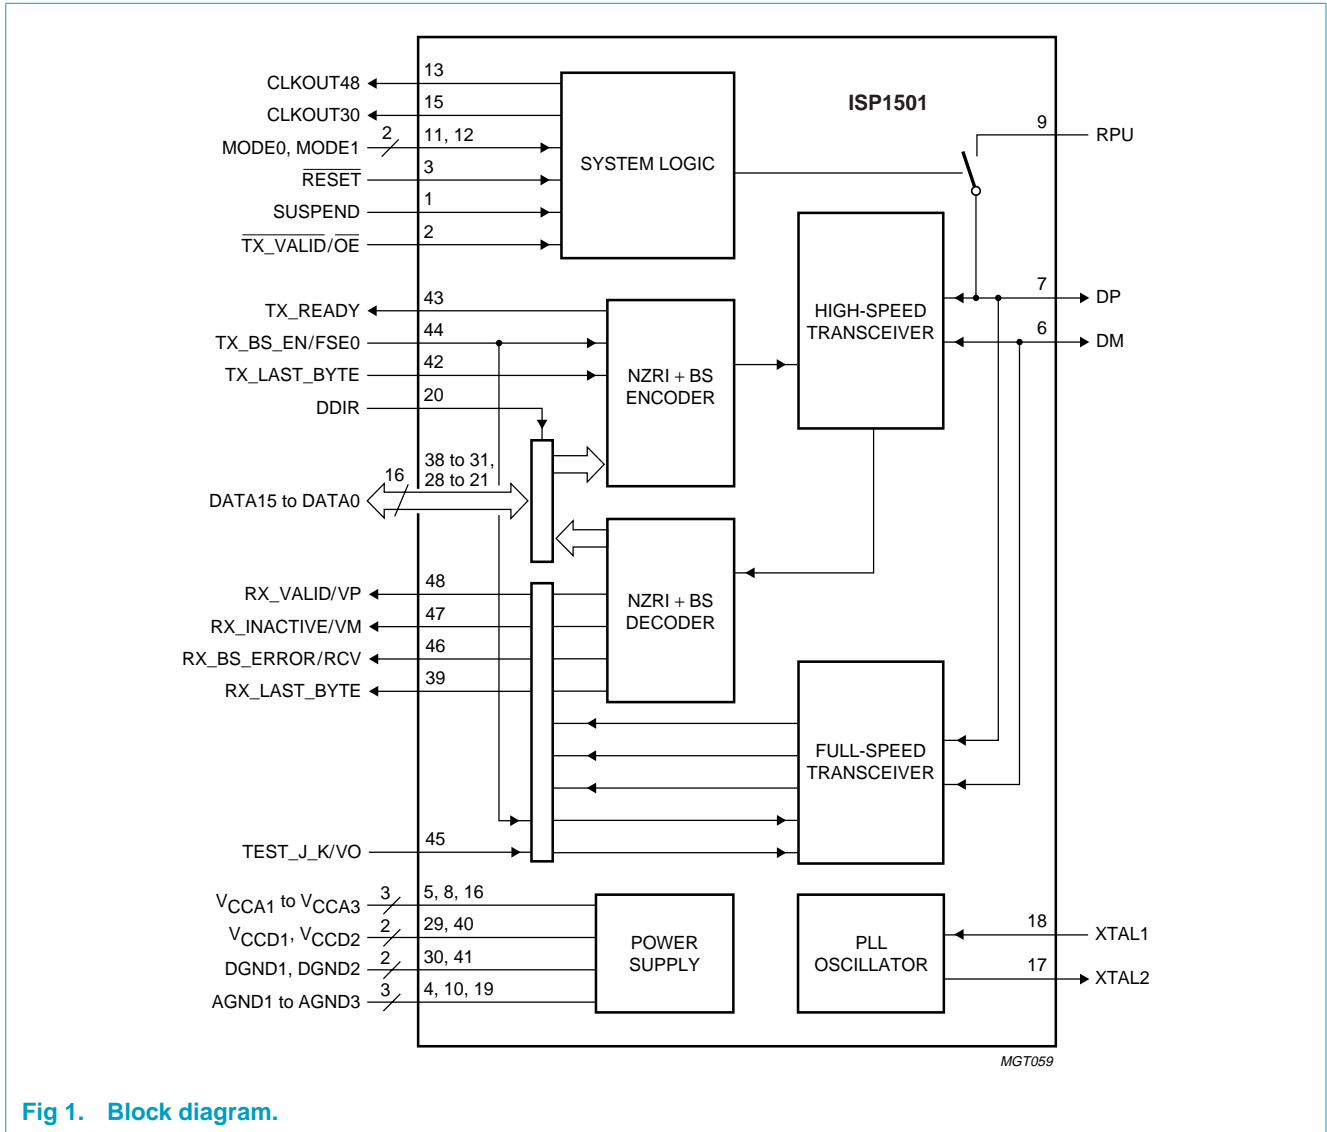 ISP1501
CLKOUT48
13
CLKOUT30
15
MODE0, MODE1
2
11, 12
RESET
3
SUSPEND
1
TX_VALID/OE
2
SYSTEM LOGIC
9
RPU
TX_READY
43
TX_BS_EN/FSE0
44
TX_LAST_BYTE
42
DDIR
20
NZRI + BS
ENCODER
HIGH-SPEED
TRANSCEIVER
7
DP
6
DM
DATA15 to DATA0
16
38 to 31,
28 to 21
RX_VALID/VP
48
RX_INACTIVE/VM
47
RX_BS_ERROR/RCV
46
RX_LAST_BYTE
39
NZRI + BS
DECODER
FULL-SPEED
TRANSCEIVER
TEST_J_K/VO
45
VCCA1 to VCCA3
3
5, 8, 16
VCCD1, VCCD2
2
29, 40
DGND1, DGND2
2
30, 41
AGND1 to AGND3
3
4, 10, 19
POWER
SUPPLY
PLL
OSCILLATOR
18
XTAL1
17
XTAL2
MGT059
Fig 1. Block diagram.